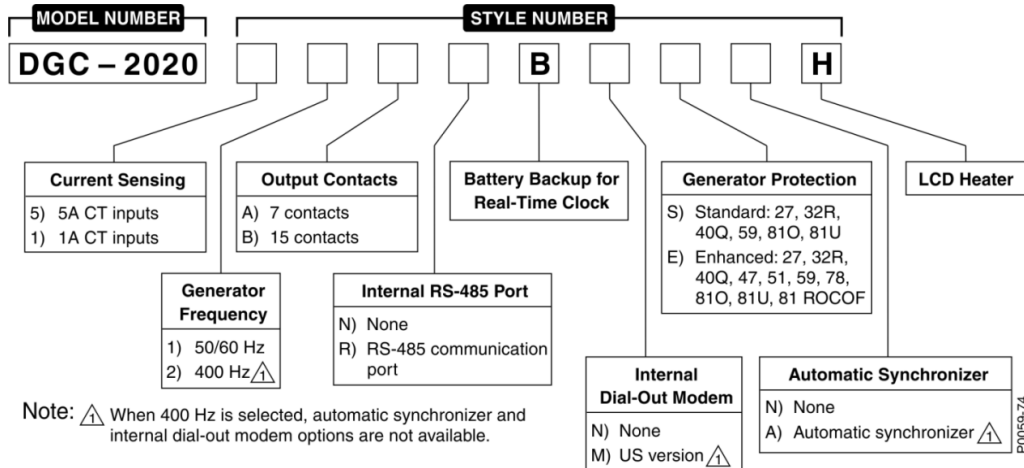 MODEL NUMBER
STYLE NUMBER
DGC – 2020
B
H
Current Sensing
5) 5A CT inputs
1) 1A CT inputs
Generator
Frequency
1) 50/60 Hz
2) 400 Hz 1
Output Contacts
A) 7 contacts
B) 15 contacts
Internal RS-485 Port
N) None
R) RS-485 communication
port
Battery Backup for
Real-Time Clock
Internal
Dial-Out Modem
N) None
M) US version 1
Generator Protection
S) Standard: 27, 32R,
40Q, 59, 81O, 81U
E) Enhanced: 27, 32R,
40Q, 47, 51, 59, 78,
81O, 81U, 81 ROCOF
Automatic Synchronizer
N) None
A) Automatic synchronizer 1
LCD Heater
Note: 1 When 400 Hz is selected, automatic synchronizer and
internal dial-out modem options are not available.
P0059-74